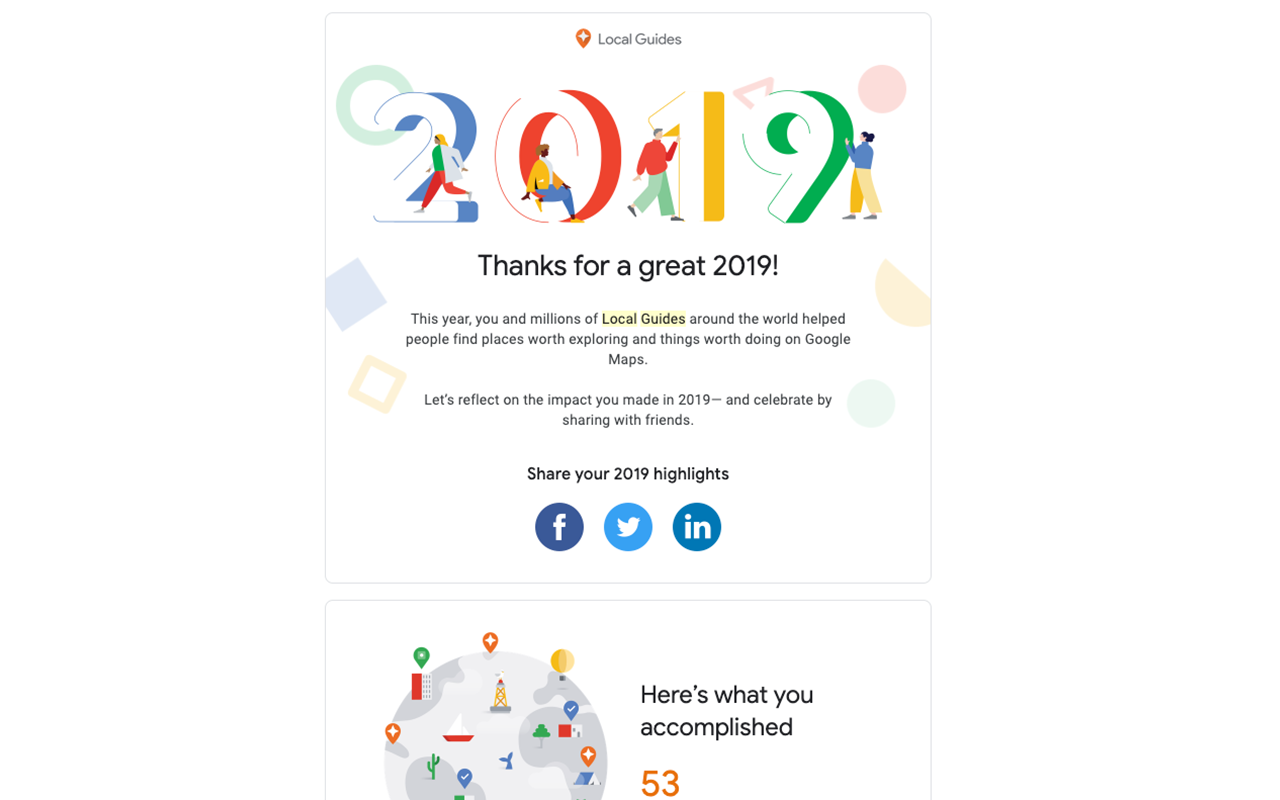 Local Guides
2019
Thanks for a great 2019!
This year, you and millions of Local Guides around the world helped
people find places worth exploring and things worth doing on Google
Maps.
Let's reflect on the impact you made in 2019— and celebrate by
sharing with friends.
Share your 2019 highlights
f
in
Here's what you
accomplished
53